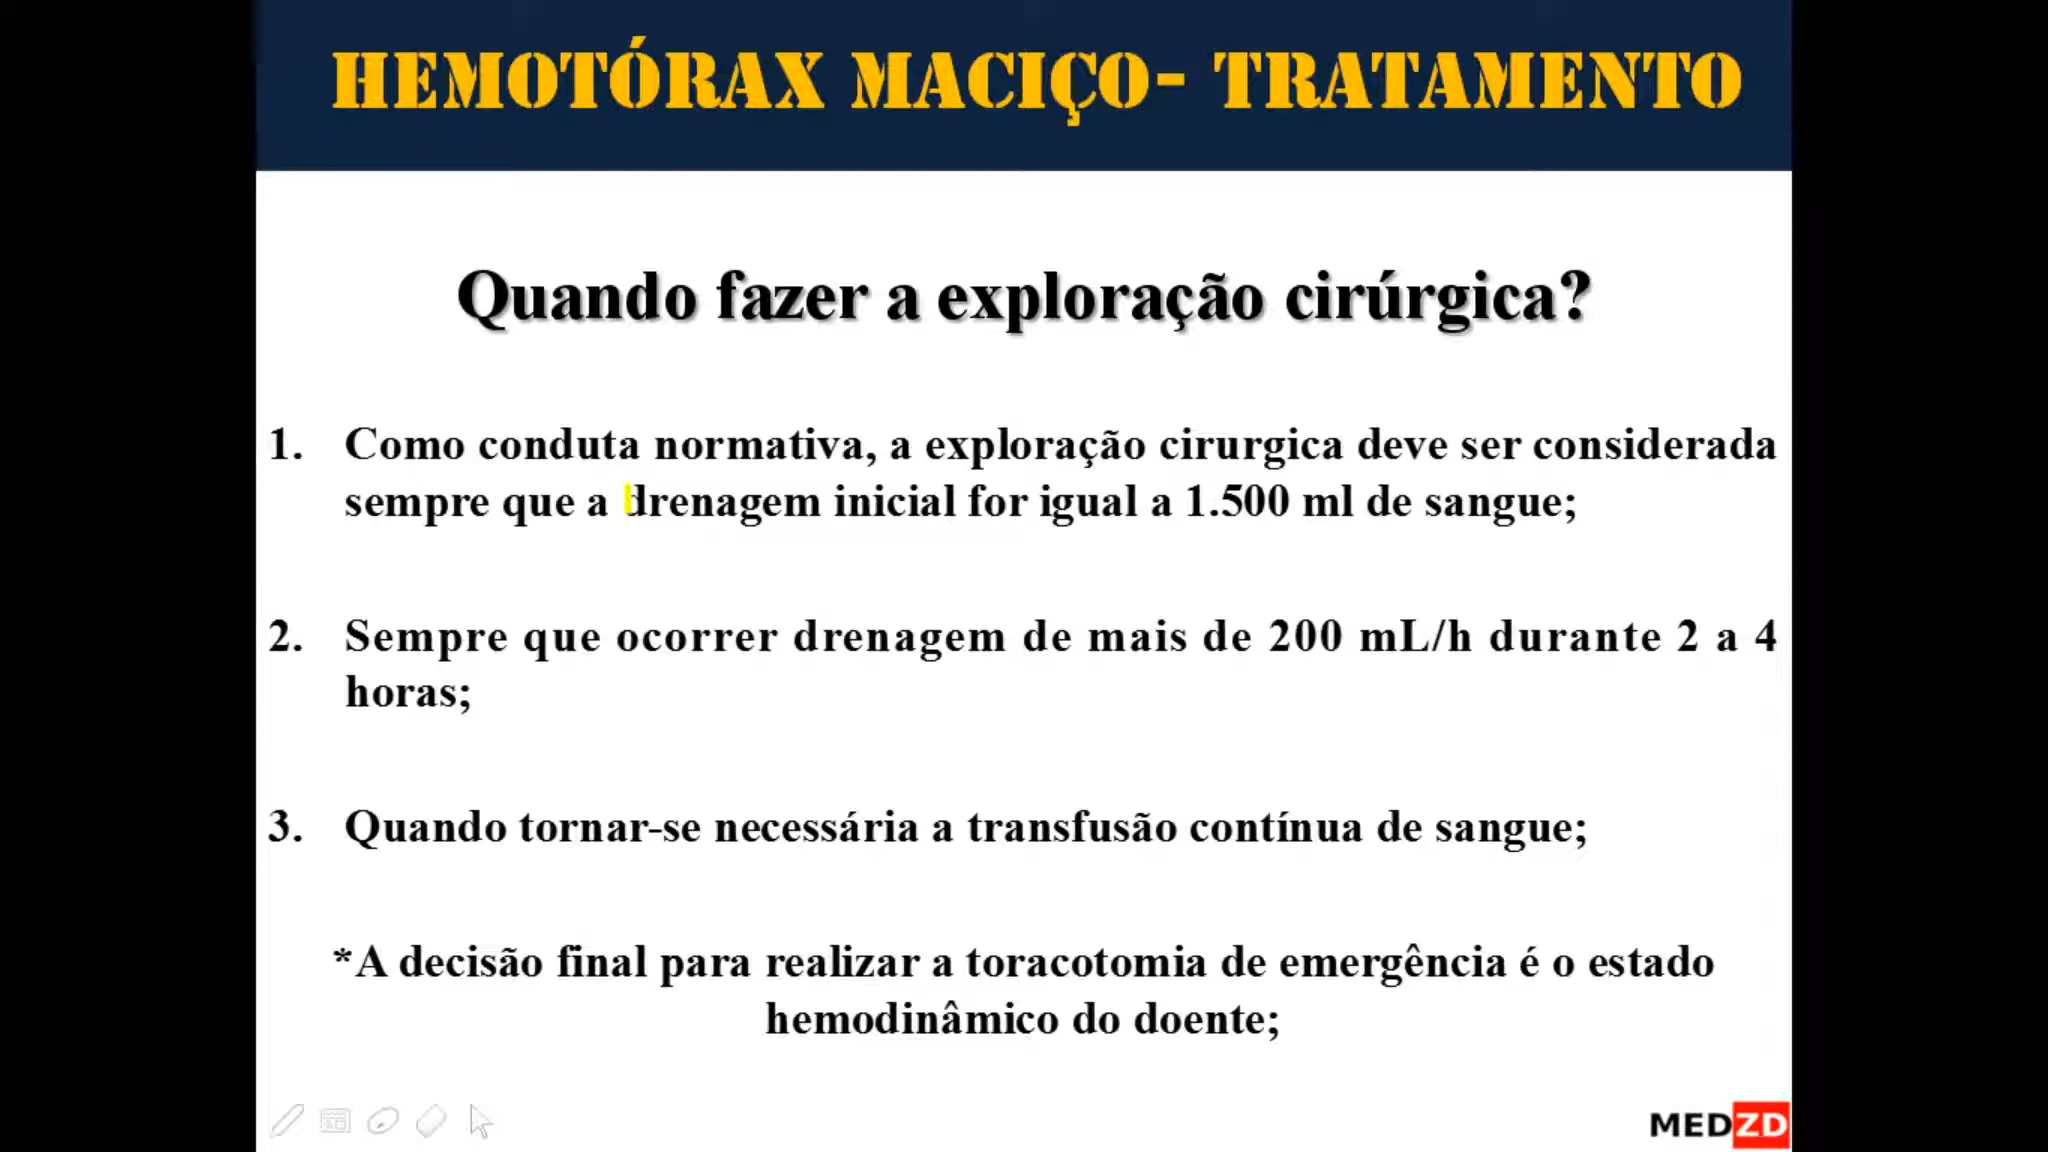 HEMOTÓRAX MACIÇO- TRATAMENTO
Quando fazer a exploração cirúrgica?
1. Como conduta normativa, a exploração cirurgica deve ser considerada
sempre que a drenagem inicial for igual a 1.500 ml de sangue;
2. Sempre que ocorrer drenagem de mais de 200 mL/h durante 2 a 4
horas;
3. Quando tornar-se necessária a transfusão contínua de sangue;
*A decisão final para realizar a toracotomia de emergência é o estado
hemodinâmico do doente;
MEDZD